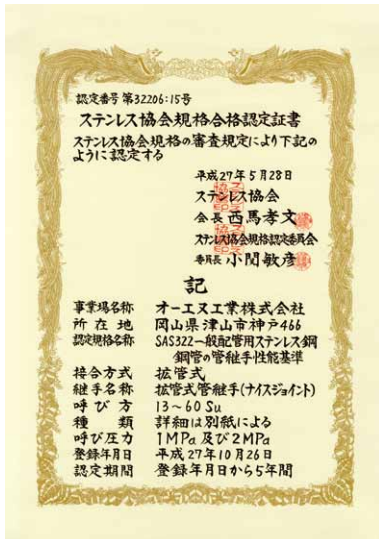 認定番号 第32206:15号
ステンレス協会規格合格認定証書
ステンレス協会規格の審査規定により下記の
ように認定する
平成27年5月28日
ステンレス協会
会長 西馬孝文
ステンレス協会規格認定委員会
委員長 小関敏彦
記
事業場名称 オーエヌ工業株式会社
所在地 岡山県津山市神戸466
認定規格名称 SAS322一般配管用ステンレス鋼
鋼管の管継手性能基準
接合方式 拡管式
継手名称 拡管式管継手(ナイスジョイント)
呼び方 13~60Su
種類 詳細は別紙による
呼び圧力 1MPa及び2MPa
登録年月日 平成27年10月26日
認定期間 登録年月日から5年間